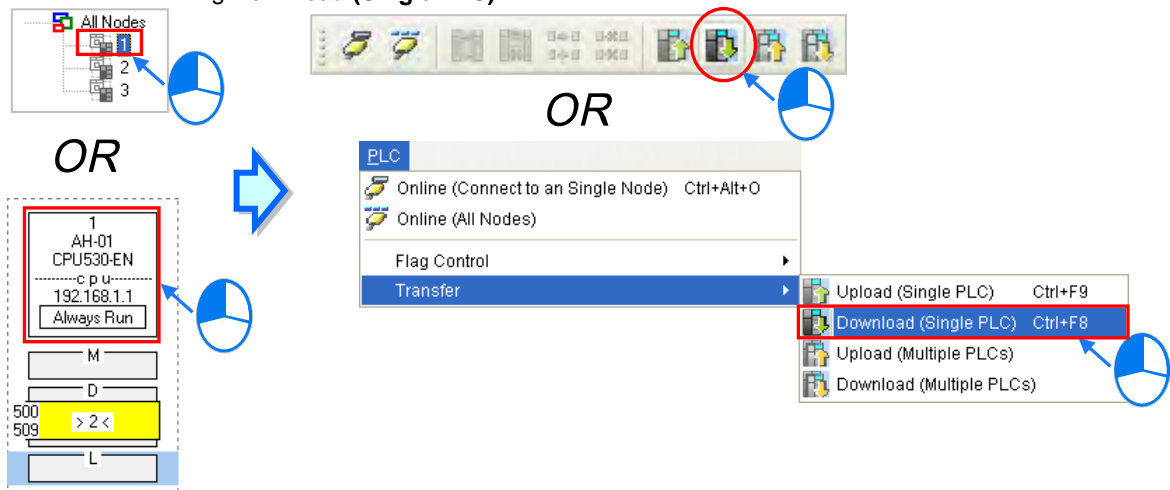 All Nodes
1
2
3
OR
1
AH-01
CPU530-EN
--------c p u--------
192.168.1.1
Always Run
M
D
500
509
> 2 <
L
OR
PLC
Online (Connect to an Single Node) Ctrl+Alt+O
Online (All Nodes)
Flag Control
Transfer
Upload (Single PLC) Ctrl+F9
Download (Single PLC) Ctrl+F8
Upload (Multiple PLCs)
Download (Multiple PLCs)